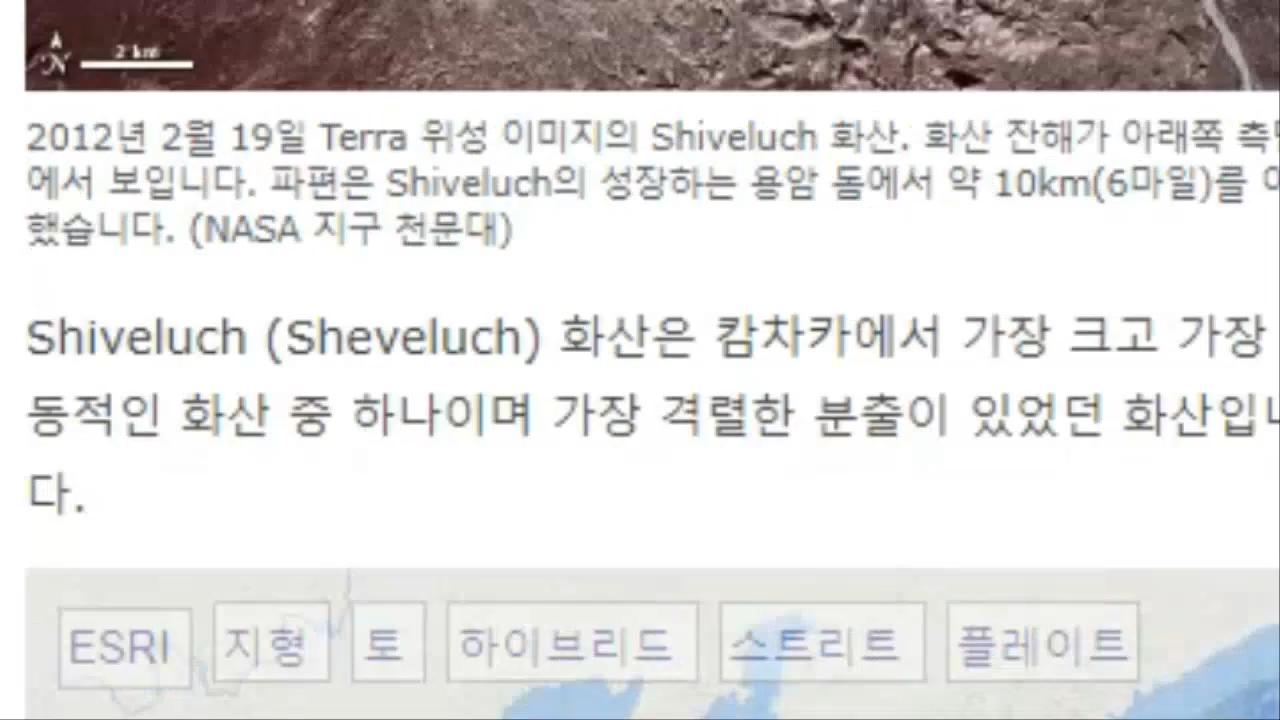 N 2 km
2012년 2월 19일 Terra 위성 이미지의 Shiveluch 화산. 화산 잔해가 아래쪽
에서 보입니다. 파편은 Shiveluch의 성장하는 용암 돔에서 약 10km(6마일)를
했습니다. (NASA 지구 천문대)
Shiveluch (Sheveluch) 화산은 캄차카에서 가장 크고 가장
동적인 화산 중 하나이며 가장 격렬한 분출이 있었던 화산입니
다.
ESRI 지형 토 하이브리드 스트리트 플레이트